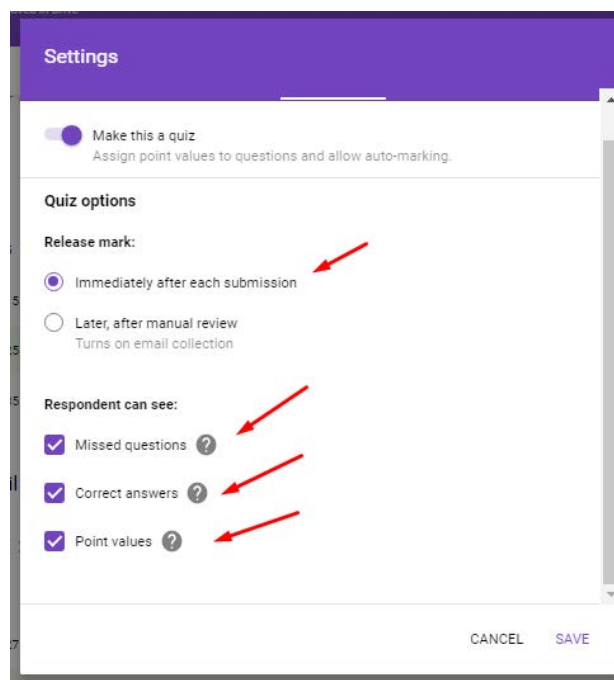 Settings
Make this a quiz
Assign point values to questions and allow auto-marking.
Quiz options
Release mark:
Immediately after each submission
Later, after manual review
Turns on email collection
Respondent can see:
Missed questions
Correct answers
Point values
CANCEL SAVE